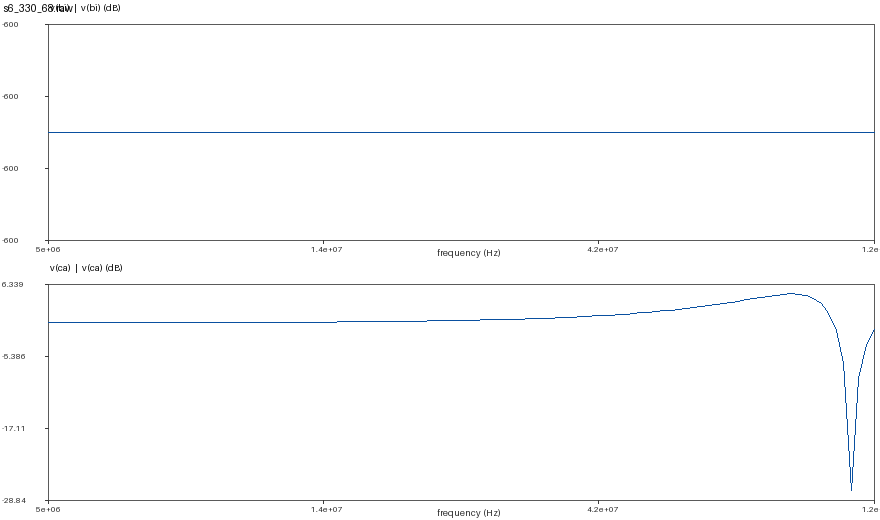 s6_330_68.raw | v(bi) (dB)
-600
-600
-600
-600
5e+06 1.4e+07 4.2e+07 1.2e
frequency (Hz)
v(ca) | v(ca) (dB)
6.339
-5.386
-17.11
-28.84
5e+06 1.4e+07 4.2e+07 1.2e
frequency (Hz)